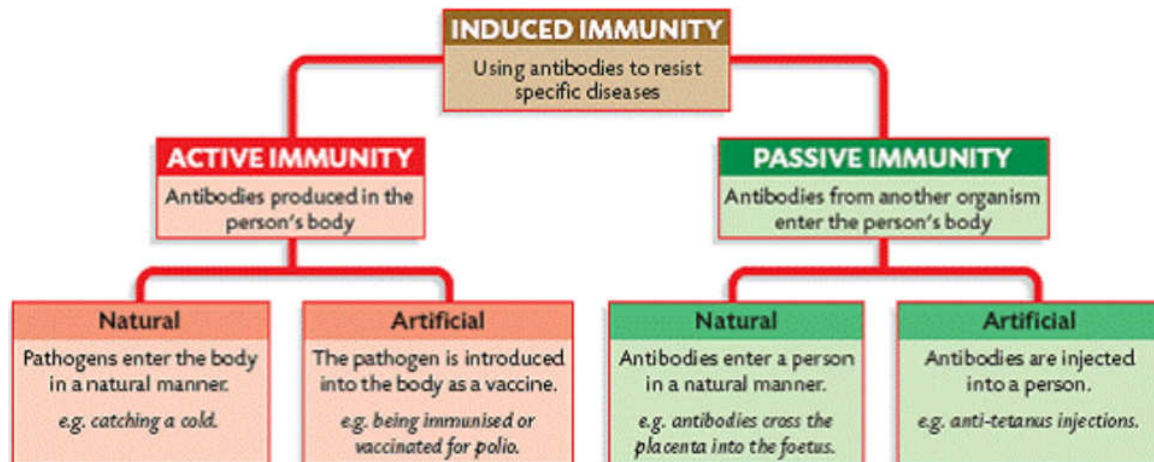 INDUCED IMMUNITY
Using antibodies to resist
specific diseases
ACTIVE IMMUNITY
Antibodies produced in the
person's body
PASSIVE IMMUNITY
Antibodies from another organism
enter the person's body
Natural
Pathogens enter the body
in a natural manner.
e.g. catching a cold.
Artificial
The pathogen is introduced
into the body as a vaccine.
e.g. being immunised or
vaccinated for polio.
Natural
Antibodies enter a person
in a natural manner.
e.g. antibodies cross the
placenta into the foetus.
Artificial
Antibodies are injected
into a person.
e.g. anti-tetanus injections.